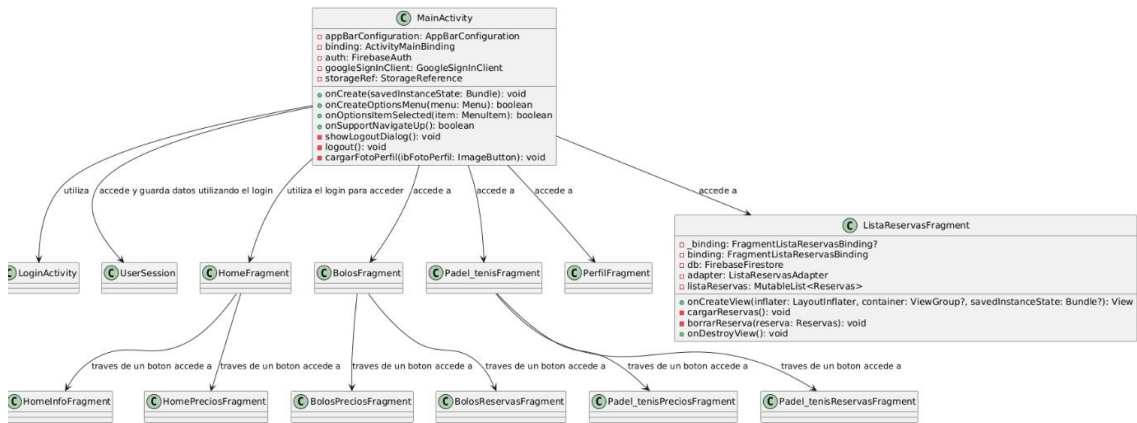 C MainActivity
appBarConfiguration: AppBarConfiguration
binding: ActivityMainBinding
auth: FirebaseAuth
googleSignInClient: GoogleSignInClient
storageRef: StorageReference
onCreate(savedInstanceState: Bundle): void
onCreateOptionsMenu(menu: Menu): boolean
onOptionsItemSelected(item: MenuItem): boolean
onSupportNavigateUp(): boolean
showLogoutDialog(): void
logout(): void
cargarFotoPerfil(ibFotoPerfil: ImageButton): void
utiliza
accede y guarda datos utilizando el login
utiliza el login para acceder
accede a
accede a
accede a
accede a
C LoginActivity
C UserSession
C HomeFragment
C BolosFragment
C Padel_tenisFragment
C PerfilFragment
C ListaReservasFragment
_binding: FragmentListaReservasBinding?
binding: FragmentListaReservasBinding
db: FirebaseFirestore
adapter: ListaReservasAdapter
listaReservas: MutableList<Reservas>
onCreateView(inflater: LayoutInflater, container: ViewGroup?, savedInstanceState: Bundle?): View
cargarReservas(): void
borrarReserva(reserva: Reservas): void
onDestroyView(): void
traves de un boton accede a
traves de un boton accede a
traves de un boton accede a
traves de un boton accede a
traves de un boton accede a
traves de un boton accede a
C HomeInfoFragment
C HomePreciosFragment
C BolosPreciosFragment
C BolosReservasFragment
C Padel_tenisPreciosFragment
C Padel_tenisReservasFragment